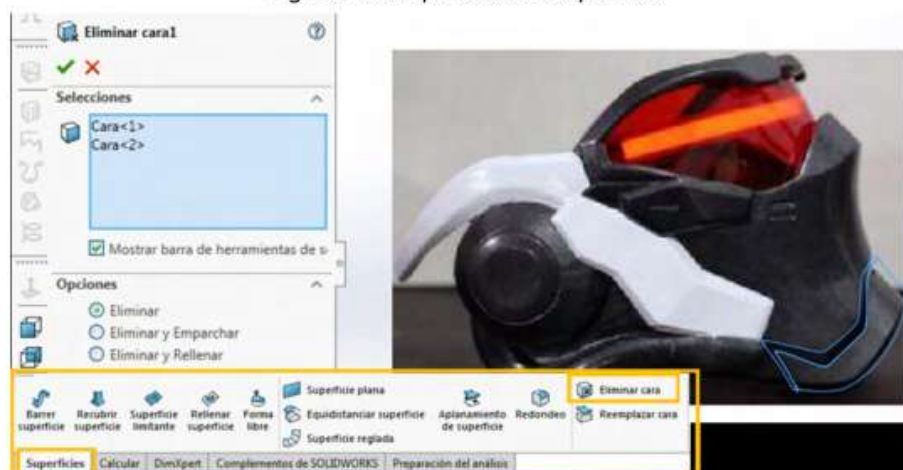 Eliminar cara1
Selecciones
Cara<1>
Cara<2>
Mostrar barra de herramientas de s
Opciones
Eliminar
Eliminar y Emparchar
Eliminar y Rellenar
Barrer superficie
Recubrir superficie
Superficie limitante
Rellenar superficie
Forma libre
Superficie plana
Equidistanciar superficie
Superficie reglada
Aplanamiento de superficie
Redondeo
Eliminar cara
Reemplazar cara
Superficies
Calcular
DimXpert
Complementos de SOLIDWORKS
Preparación del análisis